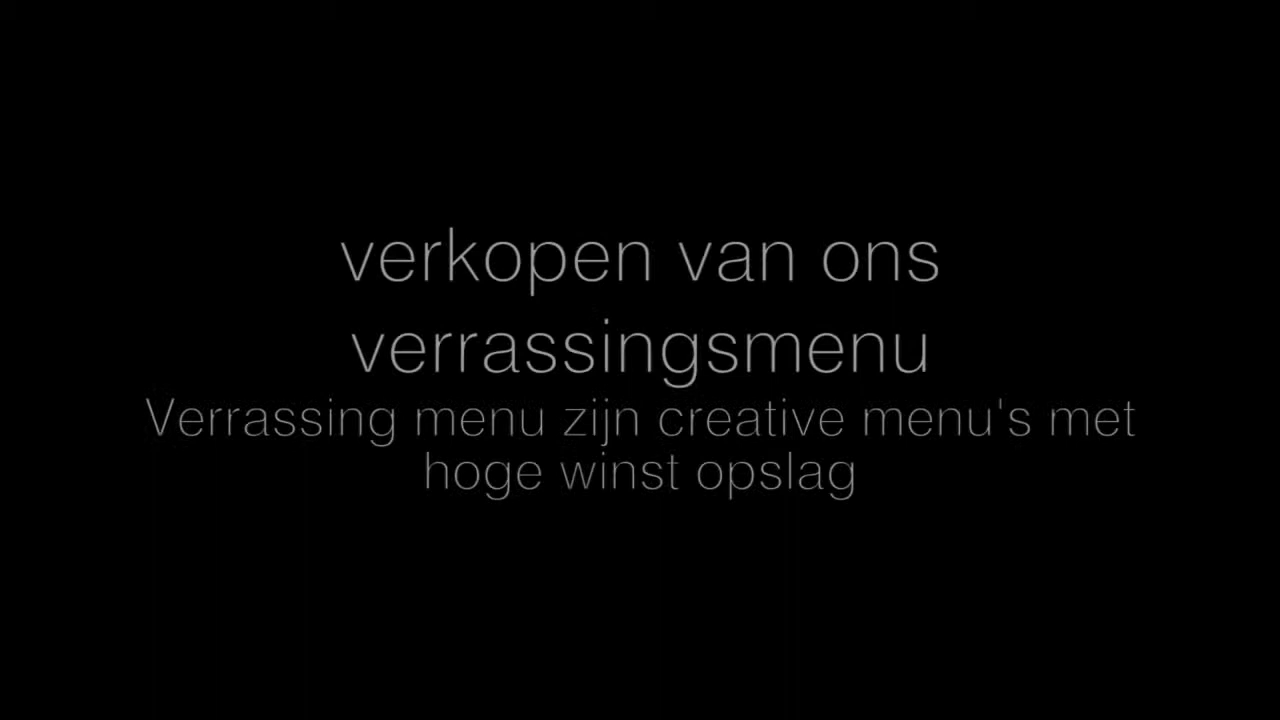 verkopen van ons
verrassingsmenu
Verrassing menu zijn creative menu's met
hoge winst opslag